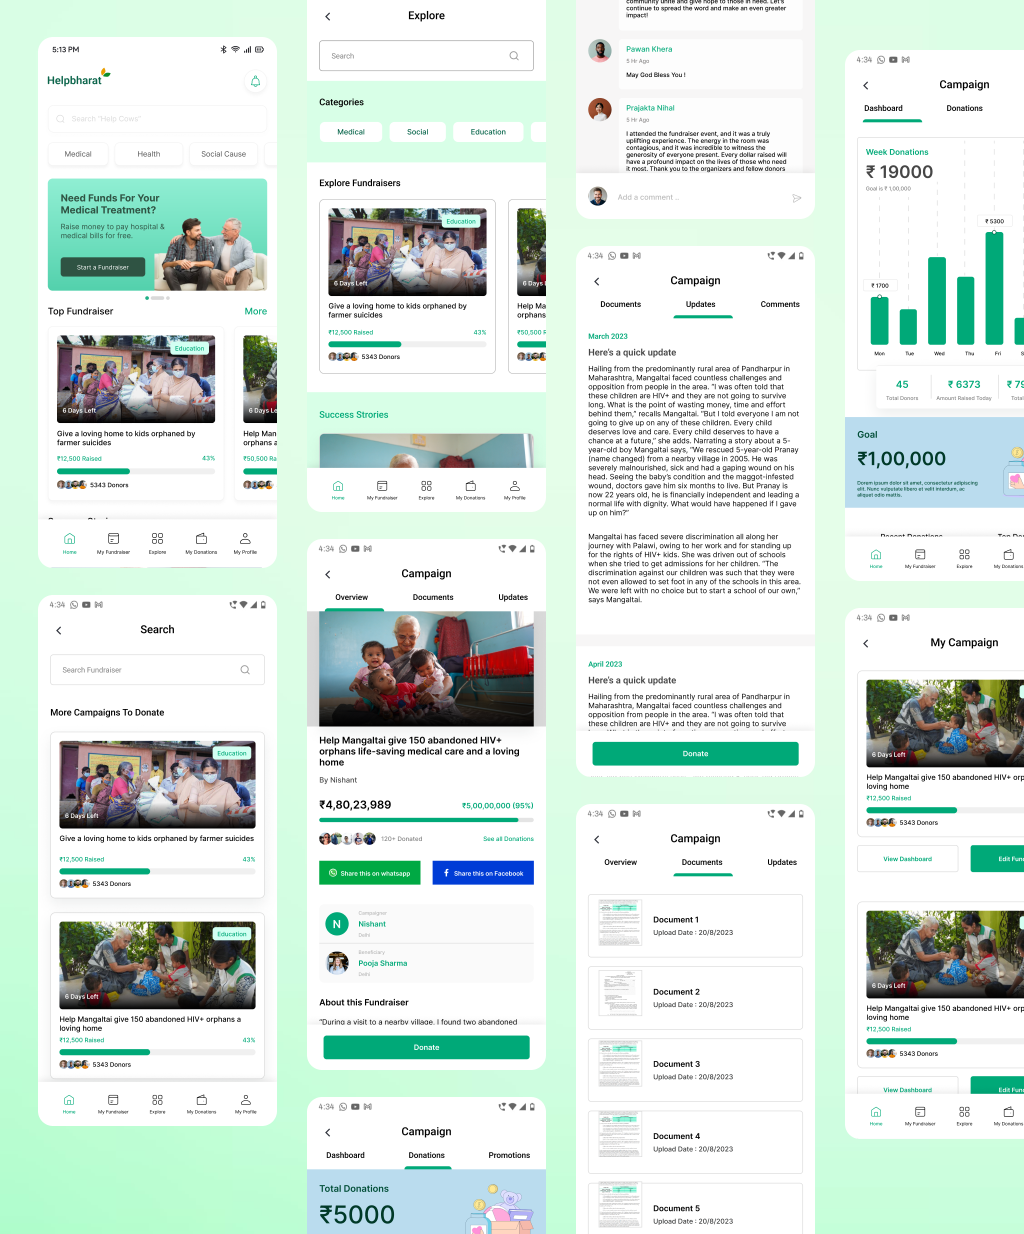 5:13 PM
Helpbharat
Search "Help Cows"
Medical
Health
Social Cause
Need Funds For Your
Medical Treatment?
Raise money to pay hospital &
medical bills for free.
Start a Fundraiser
Top Fundraiser
More
Education
6 Days Left
6 Days Le
Give a loving home to kids orphaned by
farmer suicides
Help Man
orphans a
₹12,500 Raised
43%
₹50,500 Ra
5343 Donors
Home
My Fundraiser
Explore
My Donations
My Profile
4:34
Search
Search Fundraiser
More Campaigns To Donate
Education
6 Days Left
Give a loving home to kids orphaned by farmer suicides
₹12,500 Raised
43%
5343 Donors
Education
6 Days Left
Help Mangaltai give 150 abandoned HIV+ orphans a
loving home
₹12,500 Raised
43%
5343 Donors
Home
My Fundraiser
Explore
My Donations
My Profile
Explore
Search
Categories
Medical
Social
Education
Explore Fundraisers
Education
6 Days Left
6 Days Le
Give a loving home to kids orphaned by
farmer suicides
Help Ma
orphans
₹12,500 Raised
43%
₹50,500 R
5343 Donors
Success Strories
Home
My Fundraiser
Explore
My Donations
My Profile
4:34
Campaign
Overview
Documents
Updates
Help Mangaltai give 150 abandoned HIV+
orphans life-saving medical care and a loving
home
By Nishant
₹4,80,23,989
₹5,00,00,000 (95%)
120+ Donated
See all Donations
Share this on whatsapp
Share this on Facebook
N
Campaigner
Nishant
Delhi
Beneficiary
Pooja Sharma
Delhi
About this Fundraiser
"During a visit to a nearby village, I found two abandoned
Donate
4:34
Campaign
Dashboard
Donations
Promotions
Total Donations
₹5000
community unite and give hope to those in need. Let's
continue to spread the word and make an even greater
impact!
Pawan Khera
5 Hr Ago
May God Bless You !
Prajakta Nihal
5 Hr Ago
I attended the fundraiser event, and it was a truly
uplifting experience. The energy in the room was
contagious, and it was incredible to witness the
generosity of everyone present. Every dollar raised will
have a profound impact on the lives of those who need
it most. Thank you to the organizers and fellow donors
Add a comment ..
4:34
Campaign
Documents
Updates
Comments
March 2023
Here's a quick update
Hailing from the predominantly rural area of Pandharpur in
Maharashtra, Mangaltai faced countless challenges and
opposition from people in the area. "I was often told that
these children are HIV+ and they are not going to survive
long. What is the point of wasting money, time and effort
behind them," recalls Mangaltai. "But I told everyone I am not
going to give up on any of these children. Every child
deserves love and care. Every child deserves to have a
chance at a future," she adds. Narrating a story about a 5-
year-old boy Mangaltai says, "We rescued 5-year-old Pranay
(name changed) from a nearby village in 2005. He was
severely malnourished, sick and had a gaping wound on his
head. Seeing the baby's condition and the maggot-infested
wound, doctors gave him six months to live. But Pranay is
now 22 years old, he is financially independent and leading a
normal life with dignity. What would have happened if I gave
up on him?"
Mangaltai has faced severe discrimination all along her
journey with Palawi, owing to her work and for standing up
for the rights of HIV+ kids. She was driven out of schools
when she tried to get admissions for her children. "The
discrimination against our children was such that they were
not even allowed to set foot in any of the schools in this area.
We were left with no choice but to start a school of our own,"
says Mangaltai.
April 2023
Here's a quick update
Hailing from the predominantly rural area of Pandharpur in
Maharashtra, Mangaltai faced countless challenges and
opposition from people in the area. "I was often told that
these children are HIV+ and they are not going to survive
Donate
4:34
Campaign
Overview
Documents
Updates
Document 1
Upload Date : 20/8/2023
Document 2
Upload Date : 20/8/2023
Document 3
Upload Date : 20/8/2023
Document 4
Upload Date : 20/8/2023
Document 5
Upload Date : 20/8/2023
4:34
Campaign
Dashboard
Donations
Week Donations
₹ 19000
Goal is ₹ 1,00,000
₹ 5300
₹ 1700
Mon
Tue
Wed
Thu
Fri
S
45
Total Donors
₹ 6373
Amount Raised Today
₹ 79
Total
Goal
₹1,00,000
Lorem ipsum dolor sit amet, consectetur adipiscing
elit. Nunc vulputate libero et velit interdum, ac
aliquet odio mattis.
Recent Donations
Top Do
Home
My Fundraiser
Explore
My Donations
4:34
My Campaign
6 Days Left
Help Mangaltai give 150 abandoned HIV+ orp
loving home
₹12,500 Raised
5343 Donors
View Dashboard
Edit Fund
6 Days Left
Help Mangaltai give 150 abandoned HIV+ orp
loving home
₹12,500 Raised
5343 Donors
View Dashboard
Edit Fund
Home
My Fundraiser
Explore
My Donations